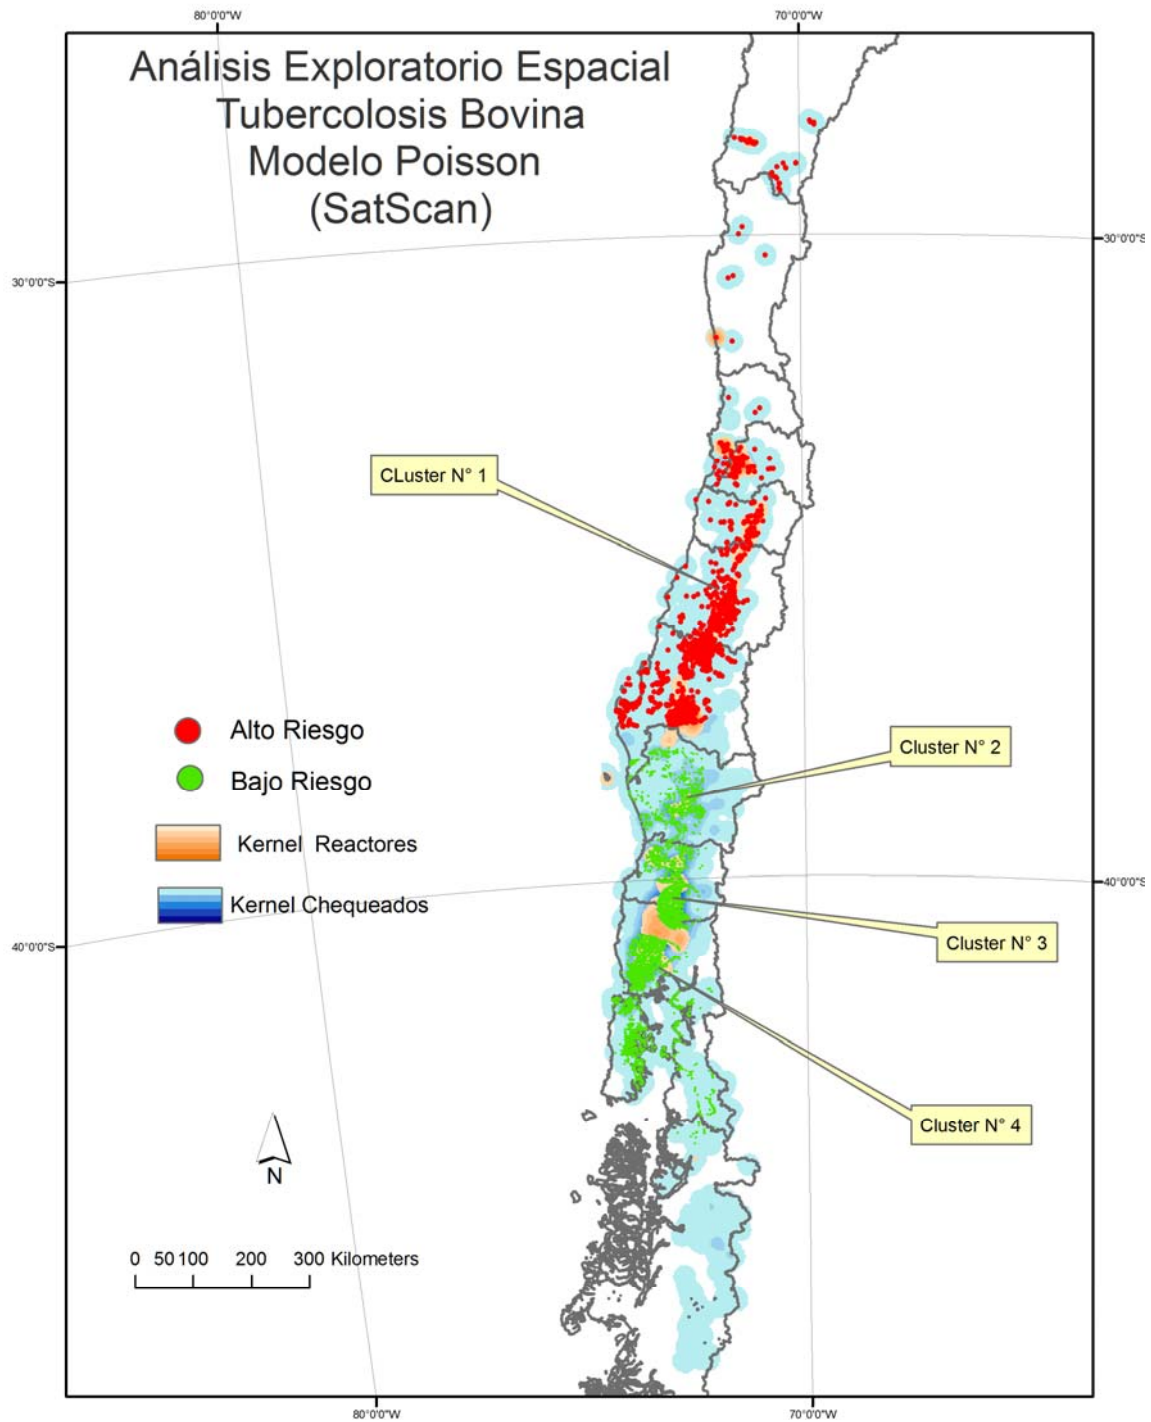 80°0'0"W
70°0'0"W
Análisis Exploratorio Espacial
Tubercolosis Bovina
Modelo Poisson
(SatScan)
30°0'0"S
30°0'0"S
CLuster N° 1
Alto Riesgo
Cluster N° 2
Bajo Riesgo
Kernel Reactores
40°0'0"S
Kernel Chequeados
Cluster N° 3
40°0'0"S
Cluster N° 4
N
0 50 100 200 300 Kilometers
80°0'0"W
70°0'0"W